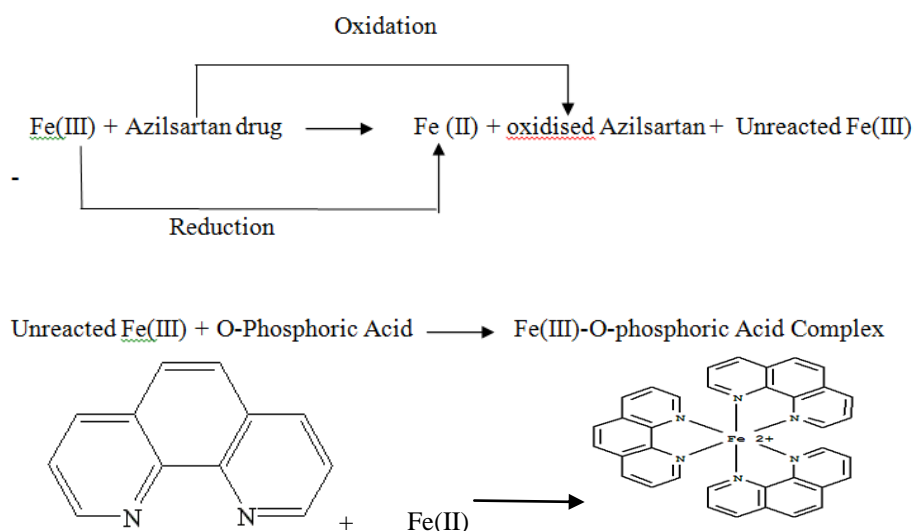 Oxidation
Fe(III) + Azilsartan drug Fe (II) + oxidised Azilsartan + Unreacted Fe(III)
-
Reduction
Unreacted Fe(III) + O-Phosphoric Acid Fe(III)-O-phosphoric Acid Complex
N N
N N
Fe 2+
N N
N N
+ Fe(II)